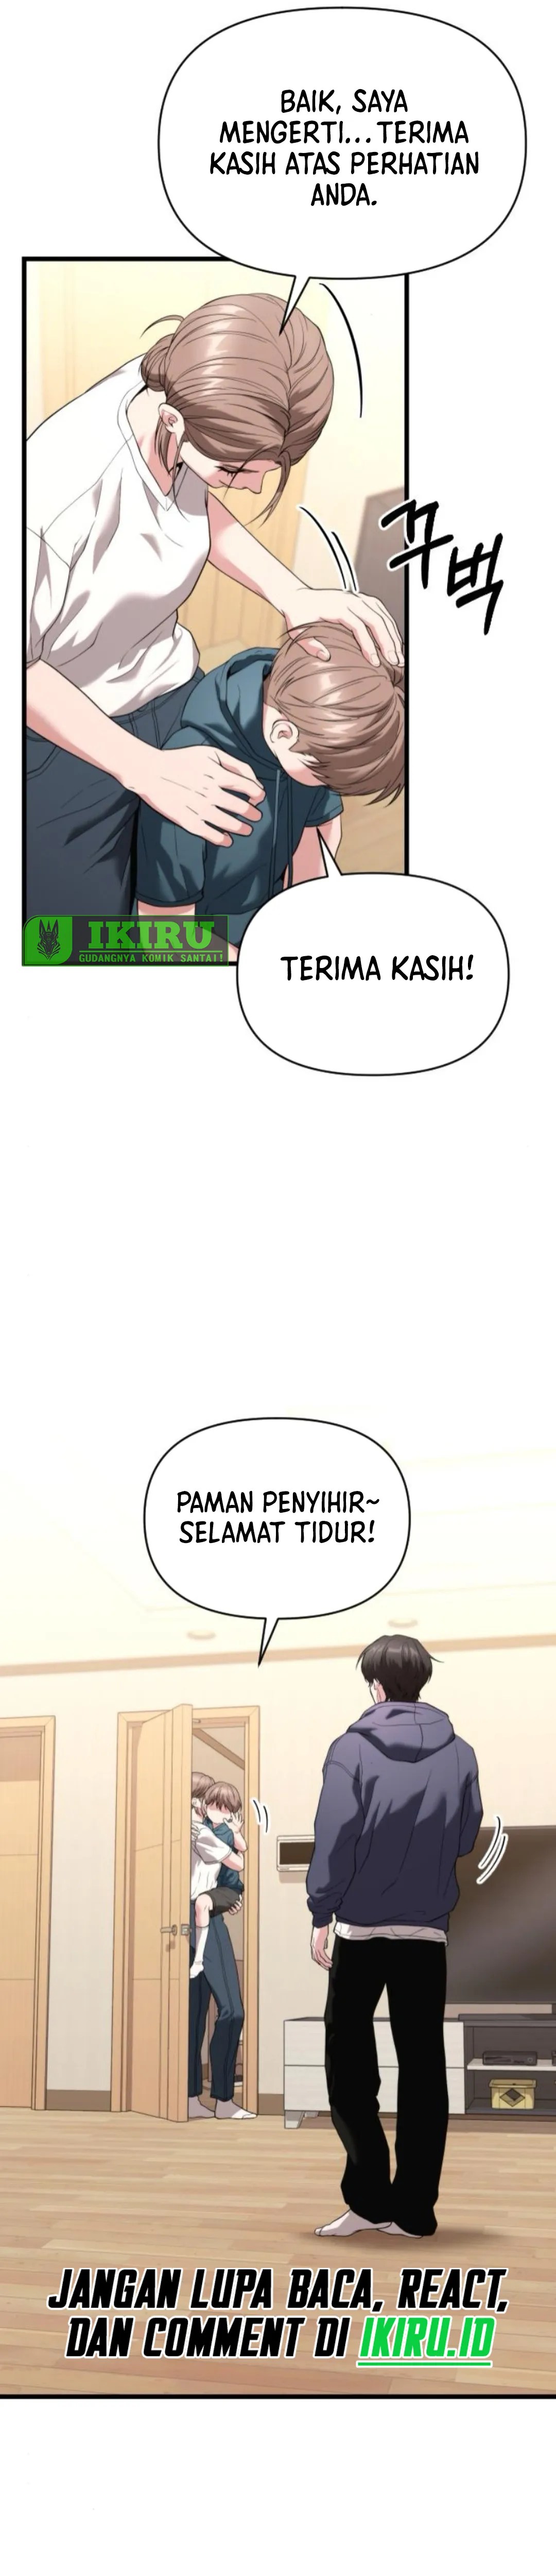 BAIK, SAYA
MENGERTI...TERIMA
KASIH ATAS PERHATIAN
ANDA.
꾸벅
IKIRU
GUDANGNYA KOMIK SANTAI!
TERIMA KASIH!
PAMAN PENYIHIR~
SELAMAT TIDUR!
JANGAN LUPA BACA, REACT,
DAN COMMENT DI IKIRU.ID